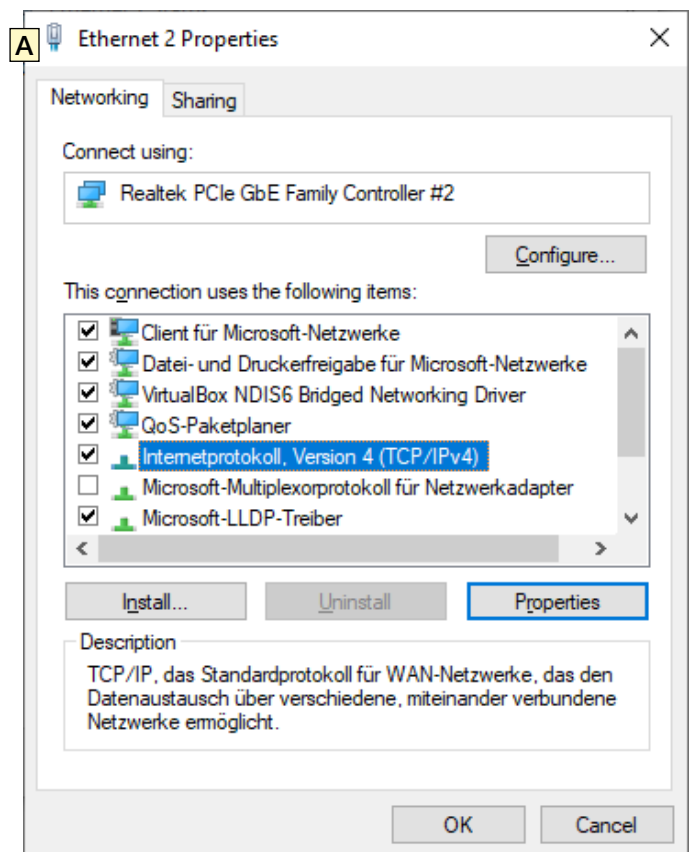 A
Ethernet 2 Properties
Networking
Sharing
Connect using:
Realtek PCIe GbE Family Controller #2
Configure...
This connection uses the following items:
Client für Microsoft-Netzwerke
Datei- und Druckerfreigabe für Microsoft-Netzwerke
VirtualBox NDIS6 Bridged Networking Driver
QoS-Paketplaner
Internetprotokoll, Version 4 (TCP/IPv4)
Microsoft-Multiplexorprotokoll für Netzwerkadapter
Microsoft-LLDP-Treiber
Install...
Uninstall
Properties
Description
TCP/IP, das Standardprotokoll für WAN-Netzwerke, das den
Datenaustausch über verschiedene, miteinander verbundene
Netzwerke ermöglicht.
OK
Cancel